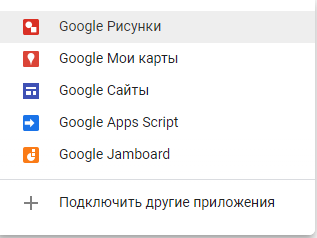 Google Рисунки
Google Мои карты
Google Сайты
Google Apps Script
Google Jamboard
Подключить другие приложения